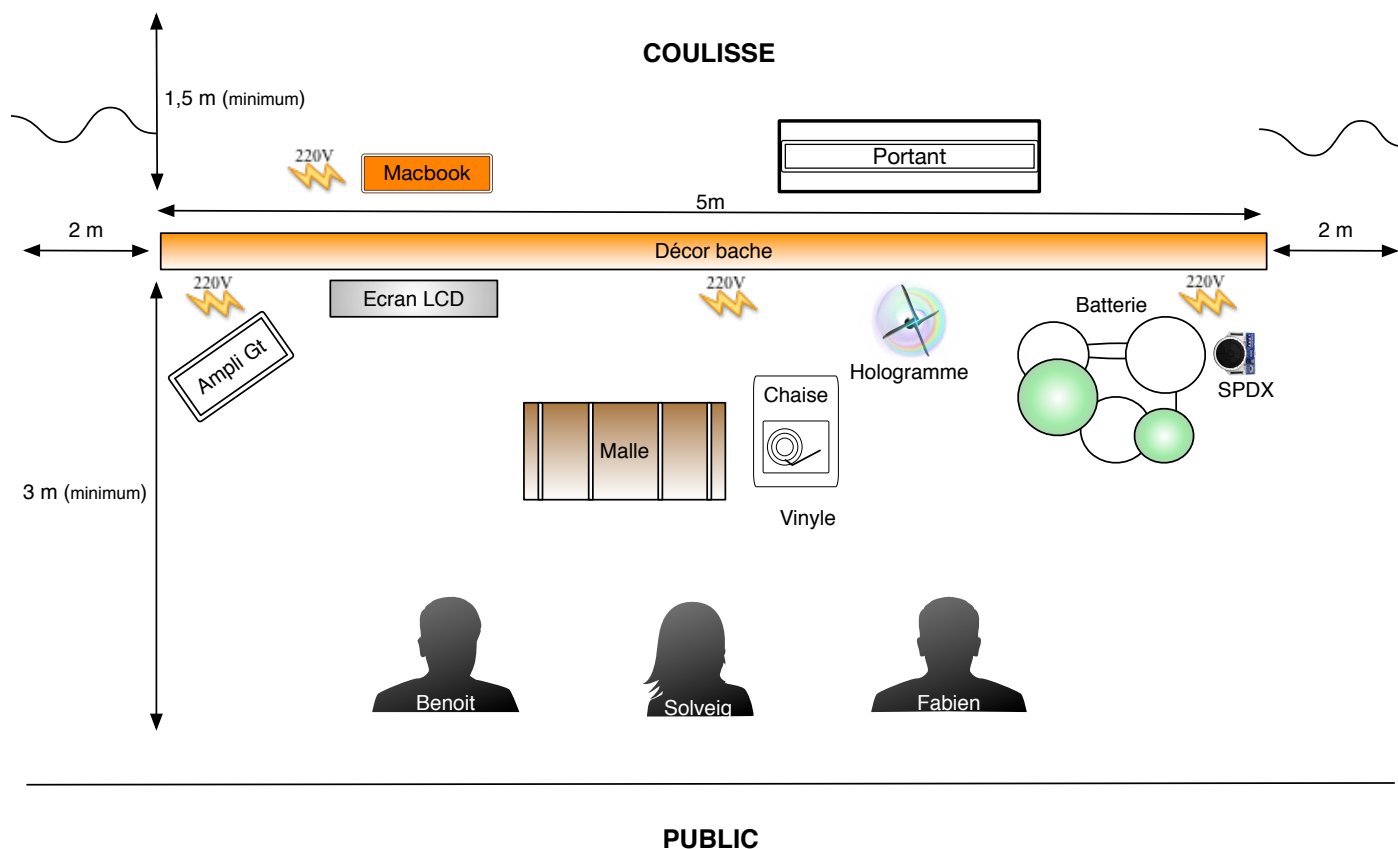 COULISSE
1,5 m (minimum)
220V
Macbook
Portant
5m
2 m
Décor bache
2 m
220V
Ecran LCD
220V
220V
Batterie
Ampli Gt
Hologramme
SPDX
Chaise
Malle
3 m (minimum)
Vinyle
Benoit
Solveig
Fabien
PUBLIC